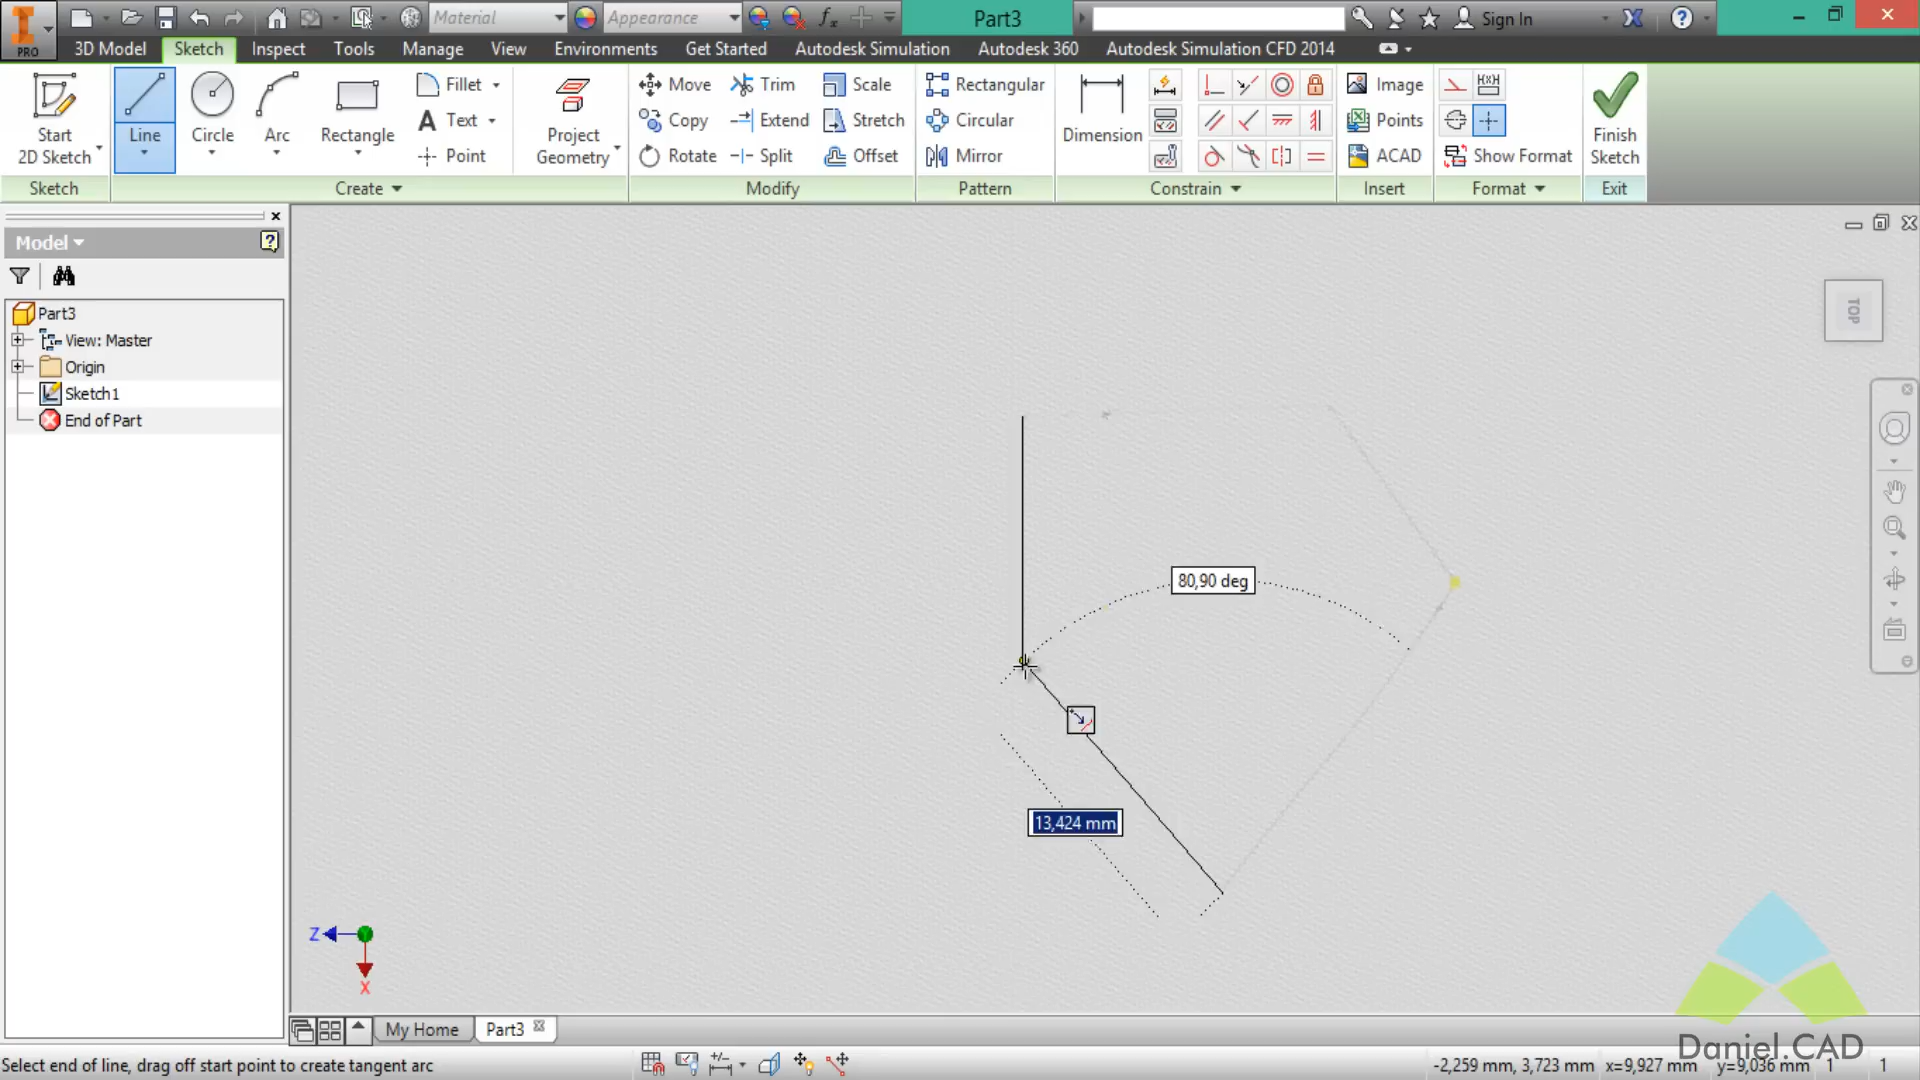 PRO
Material
Appearance
Part3
Sign In
3D Model Sketch Inspect Tools Manage View Environments Get Started Autodesk Simulation Autodesk 360 Autodesk Simulation CFD 2014
Start
2D Sketch
Line
Circle
Arc
Rectangle
Fillet
Text
Point
Project
Geometry
Move
Copy
Rotate
Trim
Extend
Split
Scale
Stretch
Offset
Rectangular
Circular
Mirror
Dimension
Image
Points
ACAD
Show Format
Finish
Sketch
Sketch Create Modify Pattern Constrain Insert Format Exit
Model
Part3
View: Master
Origin
Sketch1
End of Part
TOP
80,90 deg
13,424 mm
Z
X
My Home Part3
Daniel.CAD
Select end of line, drag off start point to create tangent arc
-2,259 mm, 3,723 mm x=9,927 mm y=9,036 mm 1 1